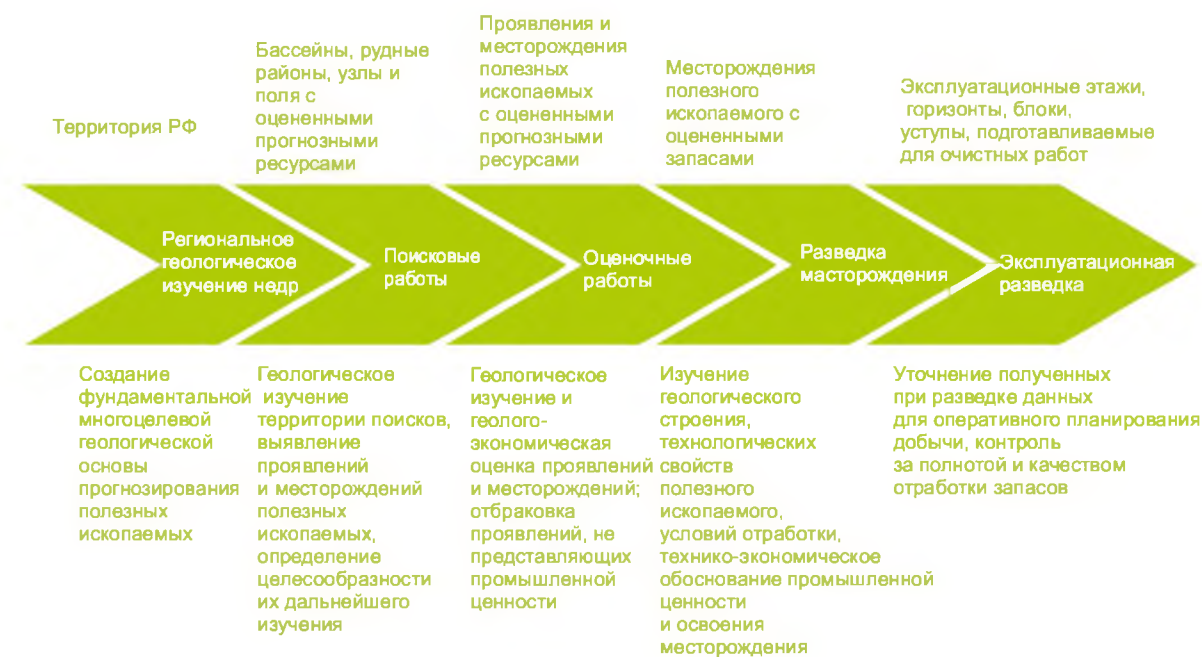 Территория РФ
Бассейны, рудные
районы, узлы и
поля с
оцененными
прогнозными
ресурсами
Проявления и
месторождения
полезных
ископаемых
с оцененными
прогнозными
ресурсами
Месторождения
полезного
ископаемого с
оцененными
запасами
Эксплуатационные этажи,
горизонты, блоки,
уступы, подготавливаемые
для очистных работ
Региональное
геологическое
изучение недр
Поисковые
работы
Оценочные
работы
Разведка
масторождения
Эксплуатационная
разведка
Создание
фундаментальной
многоцелевой
геологической
основы
прогнозирования
полезных
ископаемых
Геологическое
изучение
территории поисков,
выявление
проявлений
и месторождений
полезных
ископаемых,
определение
целесообразности
их дальнейшего
изучения
Геологическое
изучение и
геолого-
экономическая
оценка проявлений
и месторождений;
отбраковка
проявлений, не
представляющих
промышленной
ценности
Изучение
геологического
строения,
технологических
свойств
полезного
ископаемого,
условий отработки,
технико-экономическое
обоснование промышленной
ценности
и освоения
месторождения
Уточнение полученных
при разведке данных
для оперативного планирования
добычи, контроль
за полнотой и качеством
отработки запасов